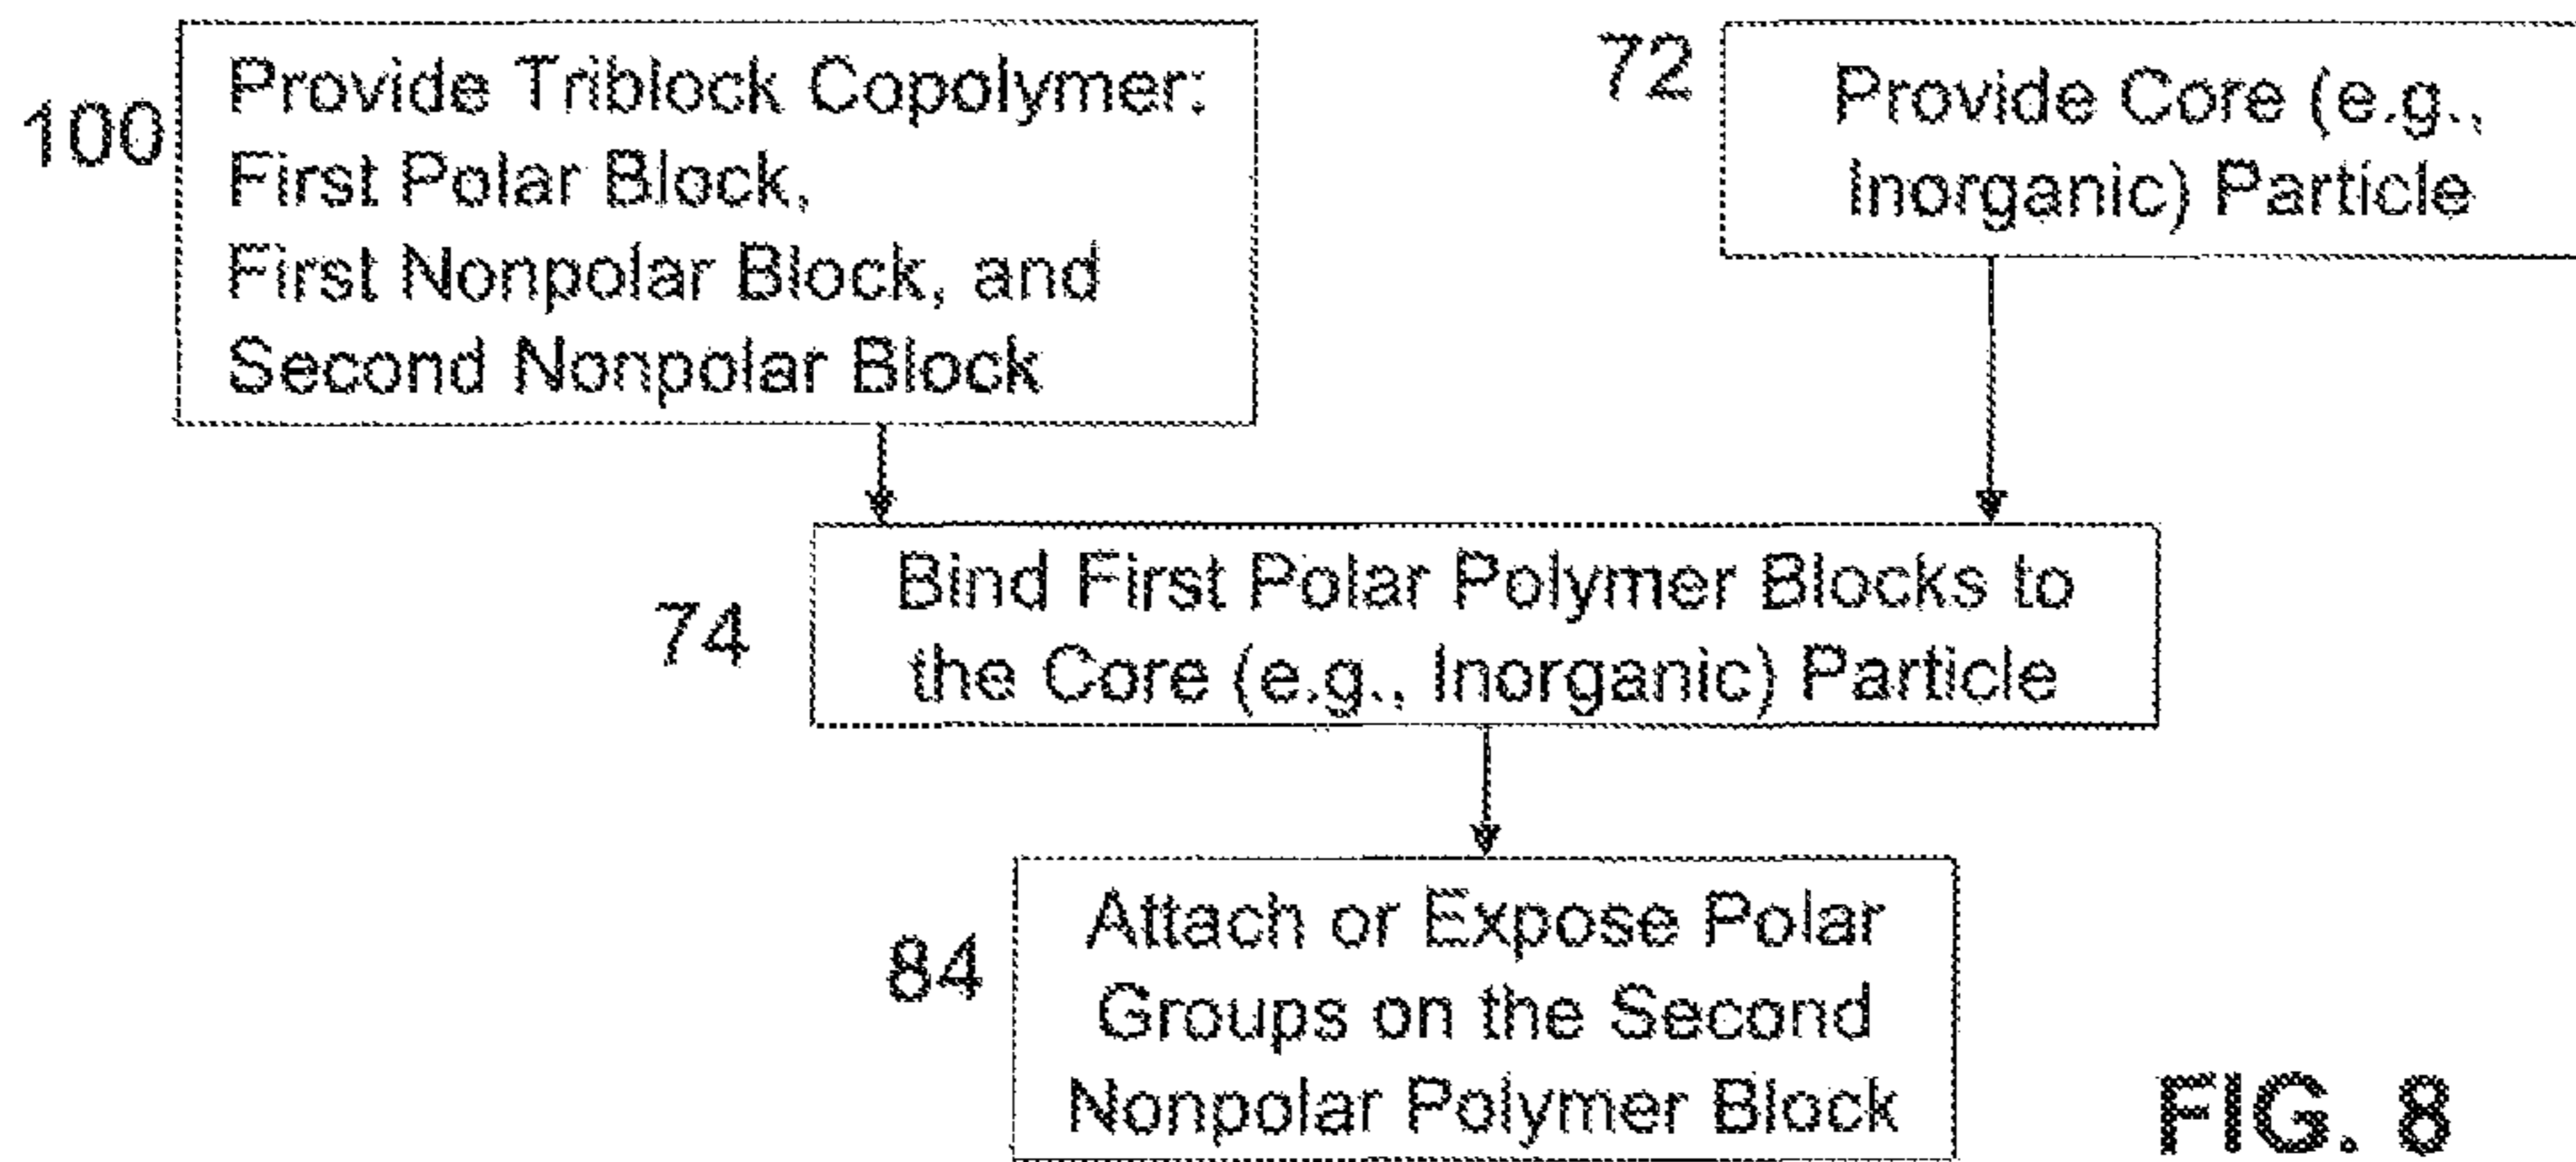 100
Provide Triblock Copolymer:
First Polar Block,
First Nonpolar Block, and
Second Nonpolar Block
72
Provide Core (e.g.,
Inorganic) Particle
74
Bind First Polar Polymer Blocks to
the Core (e.g., Inorganic) Particle
84
Attach or Expose Polar
Groups on the Second
Nonpolar Polymer Block
FIG. 8